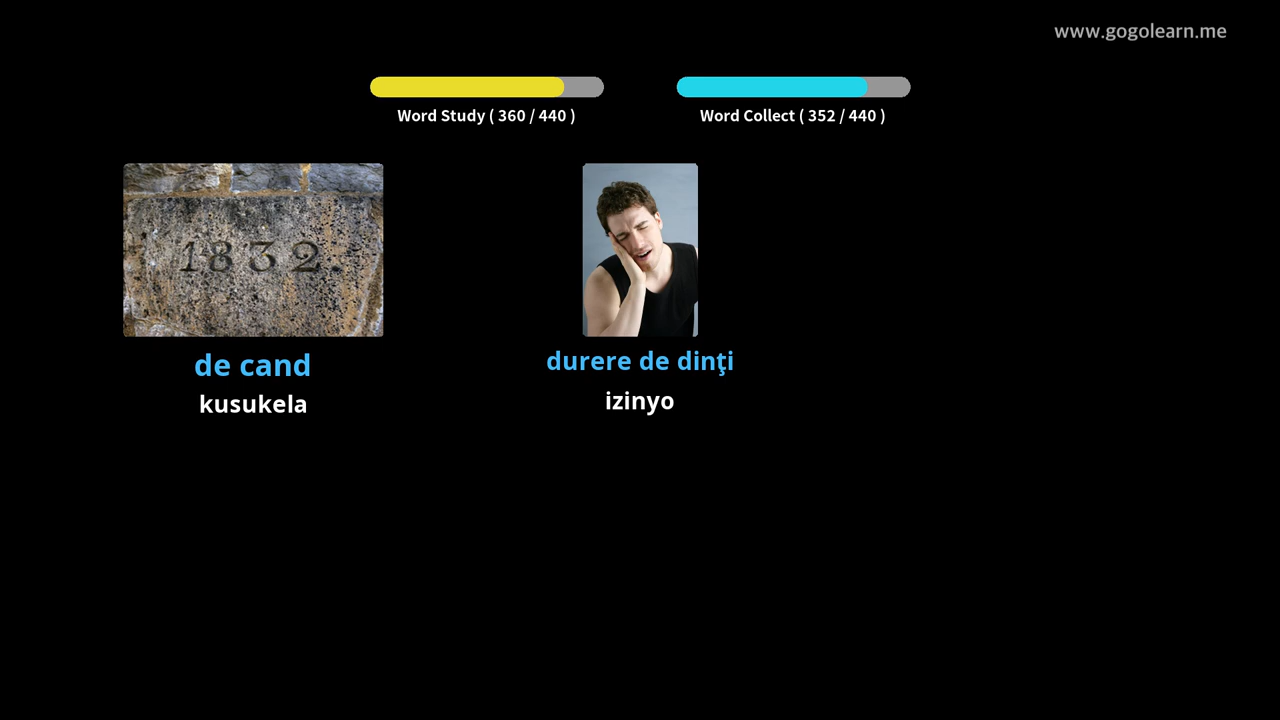 www.gogolearn.me
Word Study ( 360 / 440 )
Word Collect ( 352 / 440 )
1832.
de cand
kusukela
durere de dinţi
izinyo